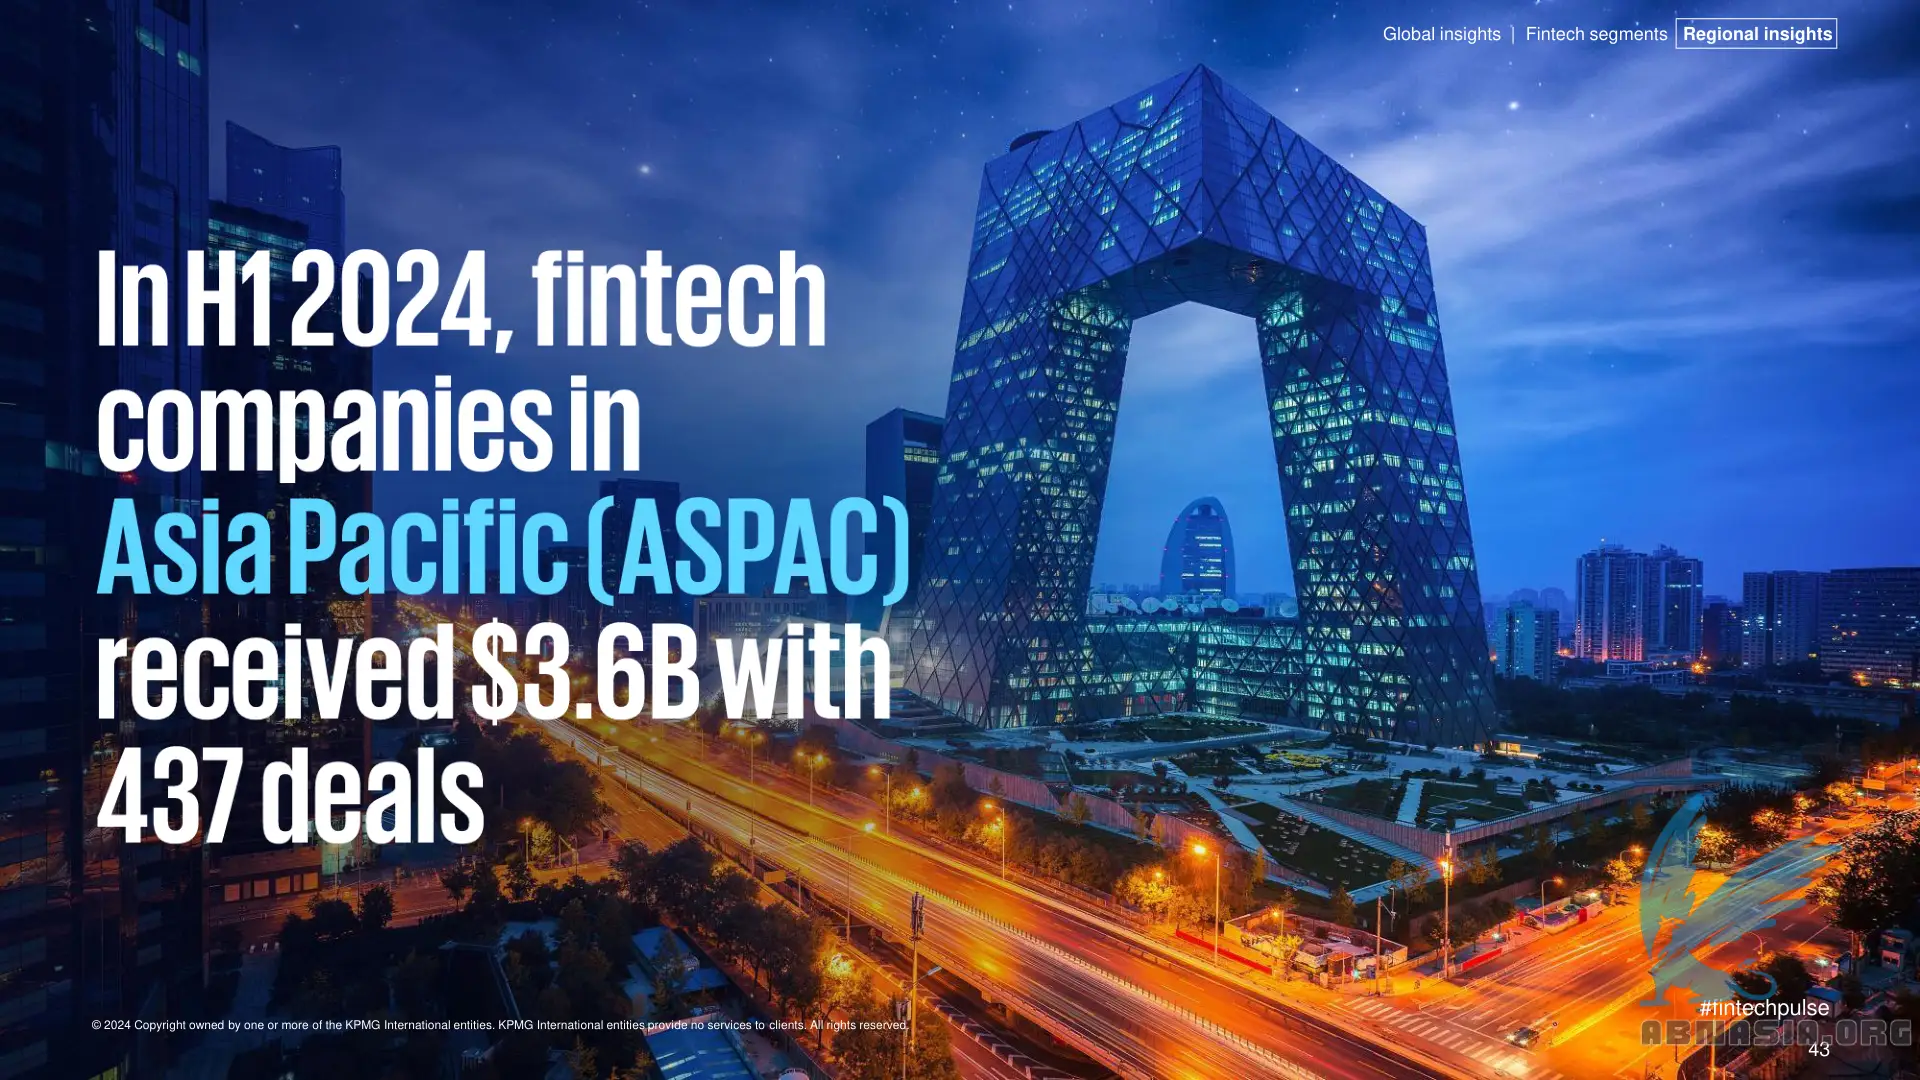 Global insights | Fintech segments Regional insights
In H1 2024, fintech
companies in
Asia Pacific (ASPAC)
received $3.6B with
437 deals
© 2024 Copyright owned by one or more of the KPMG International entities. KPMG International entities provide no services to clients. All rights reserved.
#fintechpulse
ABMASIA.ORG
43